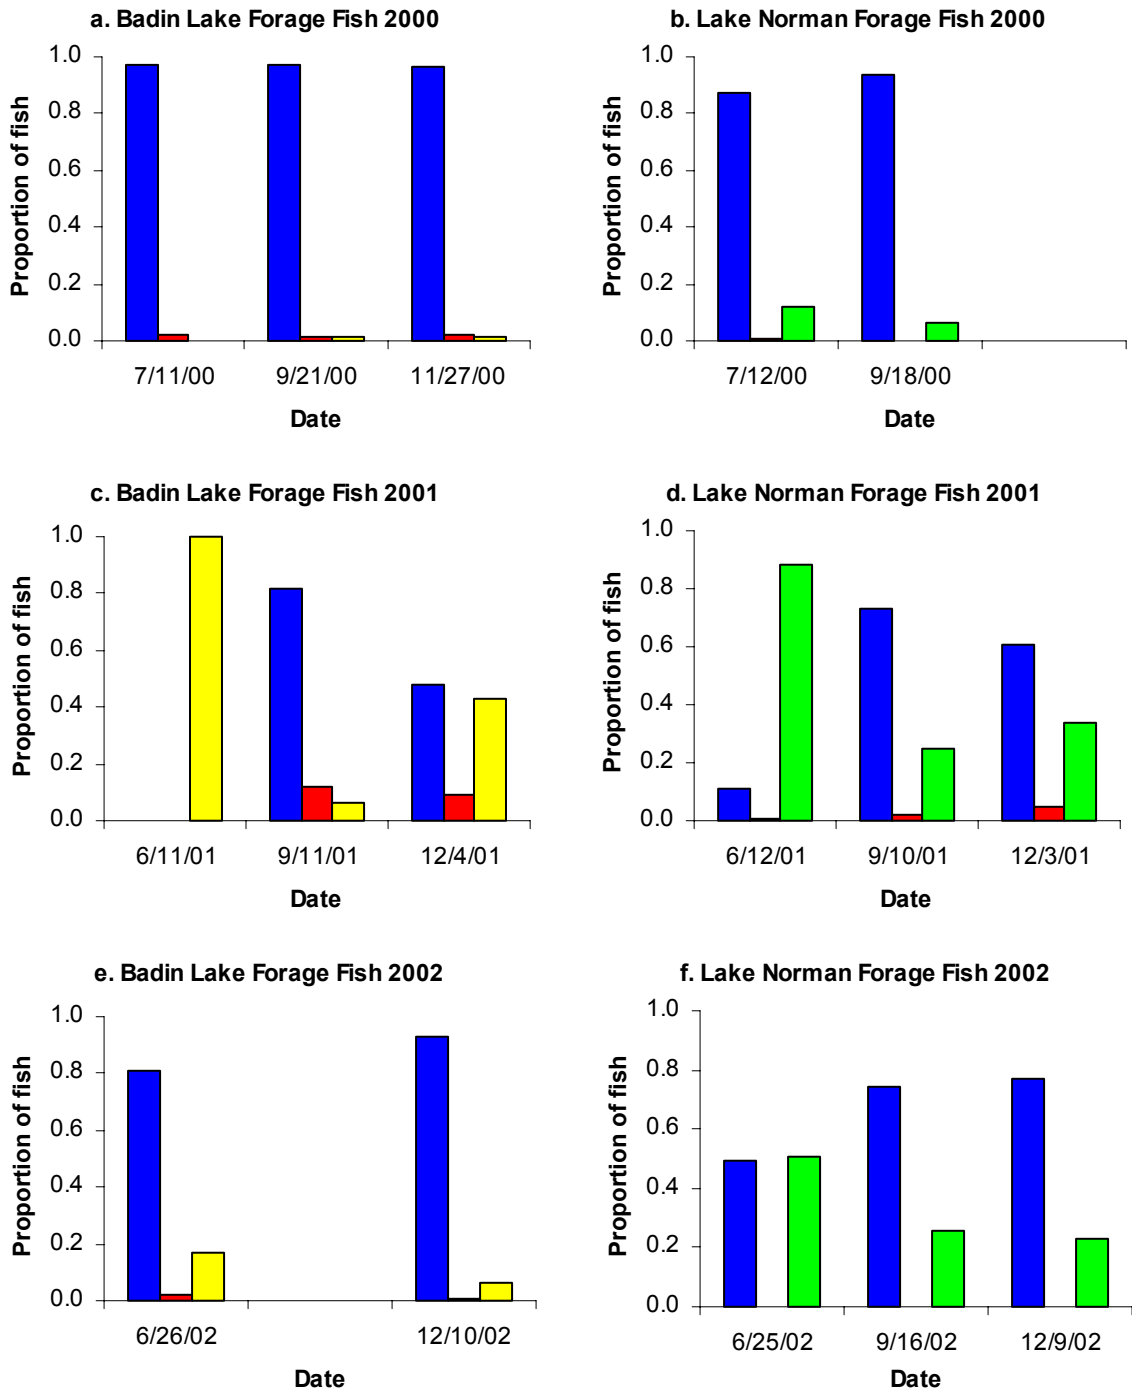 a. Badin Lake Forage Fish 2000
Proportion of fish
1.0
0.8
0.6
0.4
0.2
0.0
7/11/00 9/21/00 11/27/00
Date
b. Lake Norman Forage Fish 2000
Proportion of fish
1.0
0.8
0.6
0.4
0.2
0.0
7/12/00 9/18/00
Date
c. Badin Lake Forage Fish 2001
Proportion of fish
1.0
0.8
0.6
0.4
0.2
0.0
6/11/01 9/11/01 12/4/01
Date
d. Lake Norman Forage Fish 2001
Proportion of fish
1.0
0.8
0.6
0.4
0.2
0.0
6/12/01 9/10/01 12/3/01
Date
e. Badin Lake Forage Fish 2002
Proportion of fish
1.0
0.8
0.6
0.4
0.2
0.0
6/26/02 12/10/02
Date
f. Lake Norman Forage Fish 2002
Proportion of fish
1.0
0.8
0.6
0.4
0.2
0.0
6/25/02 9/16/02 12/9/02
Date